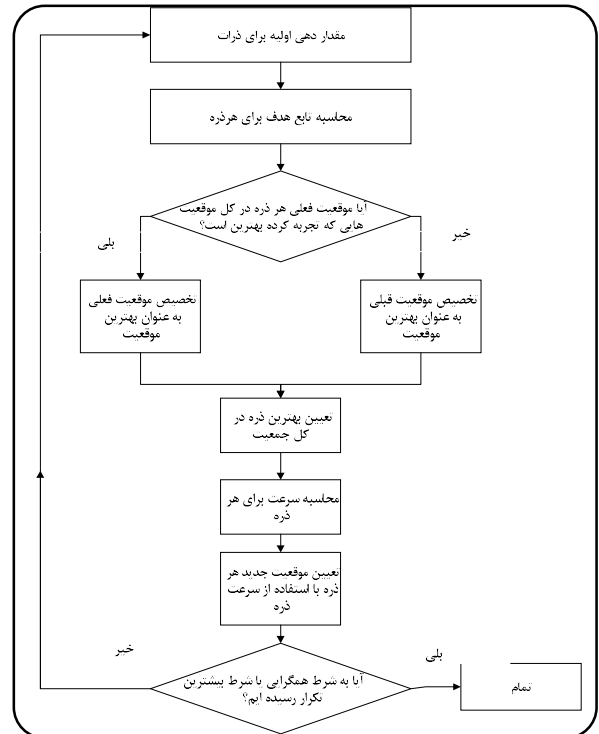 مقدار دهی اولیه برای ذرات
محاسبه تابع هدف برای هرذره
آیا موقعیت فعلی هر ذره در کل موقعیت
هایی که تجربه کرده بهترین است؟
بلی
خیر
تخصیص موقعیت فعلی
به عنوان بهترین
موقعیت
تخصیص موقعیت قبلی
به عنوان بهترین
موقعیت
تعیین بهترین ذره در
کل جمعیت
محاسبه سرعت برای هر
ذره
تعیین موقعیت جدید هر
ذره با استفاده از سرعت
ذره
آیا به شرط همگرایی یا شرط بیشترین
تکرار رسیده ایم؟
خیر
بلی
تمام